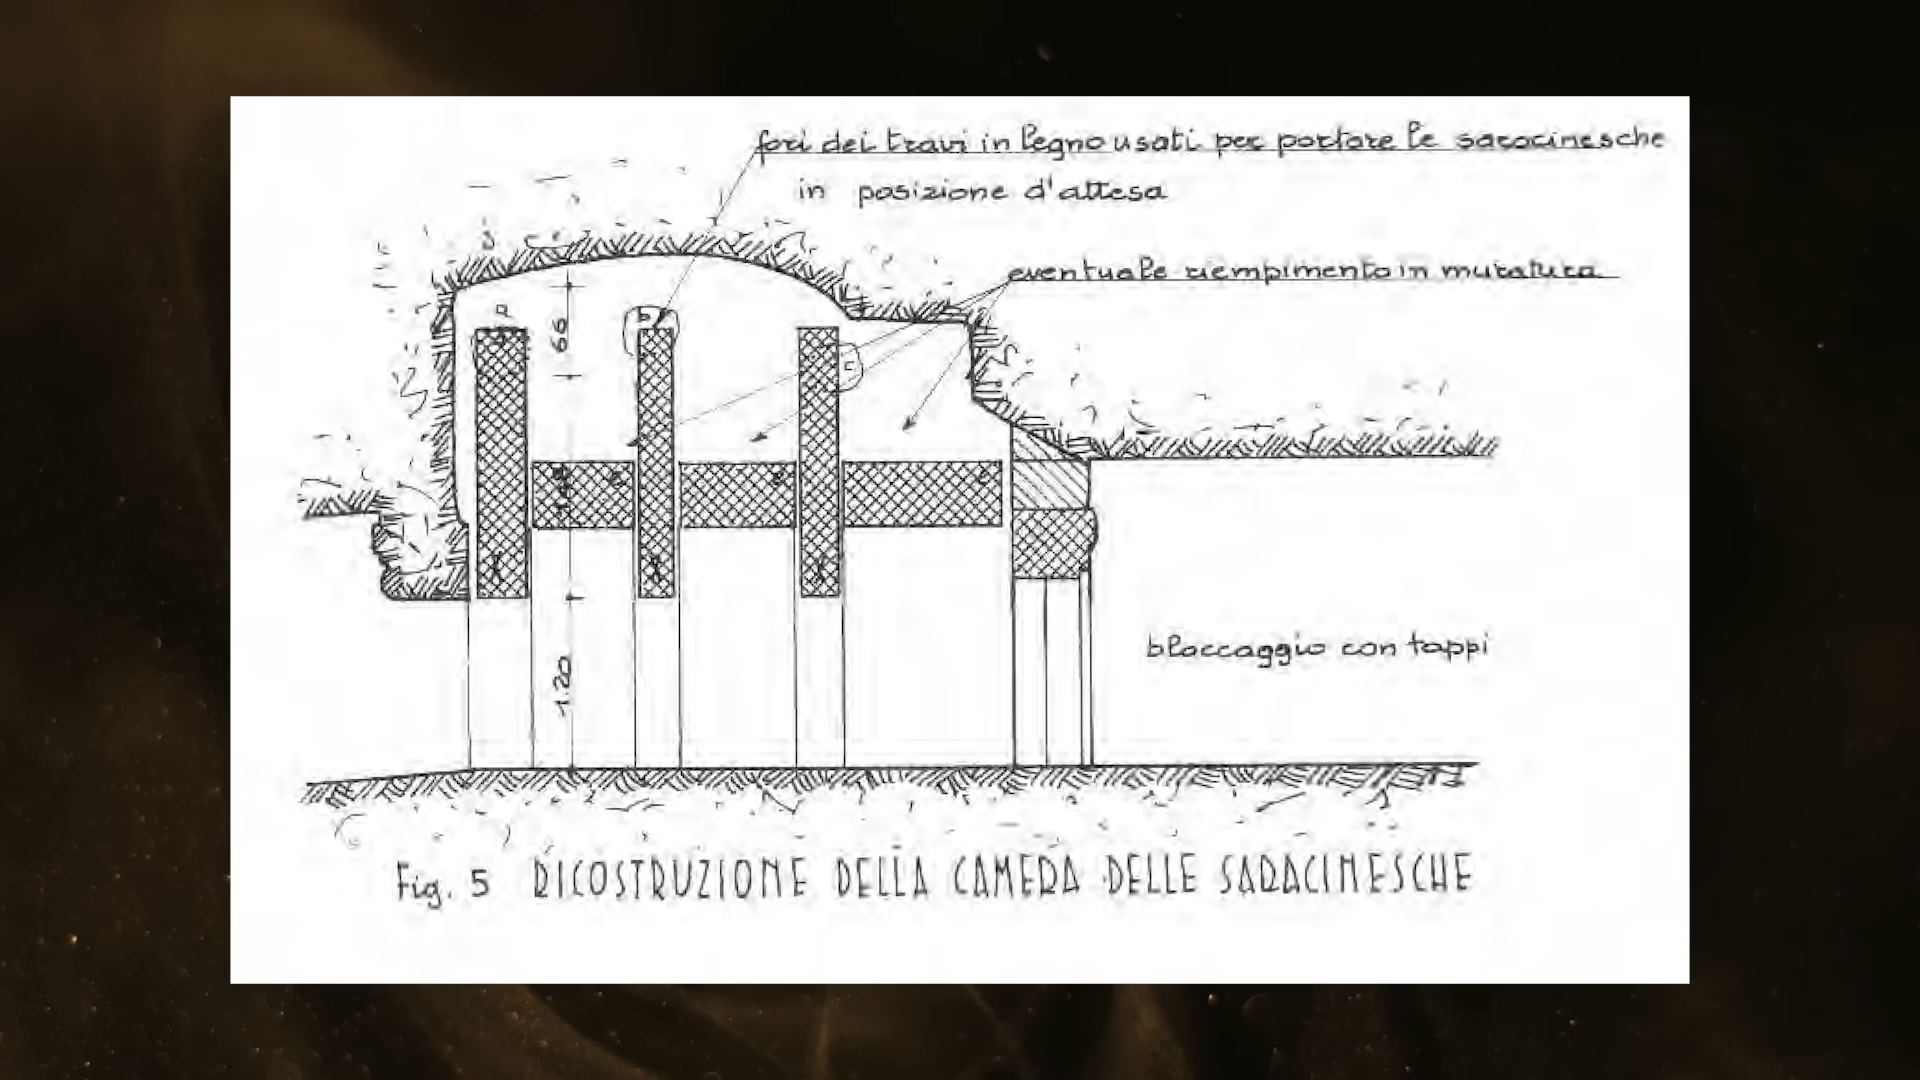 fori dei travi in legno usati per portare le saracinesche
in posizione d'attesa
eventuale riempimento in muratura
a
b
c
66
1.20
bloccaggio con tappi
Fig. 5 RICOSTRUZIONE DELLA CAMERA DELLE SARACINESCHE